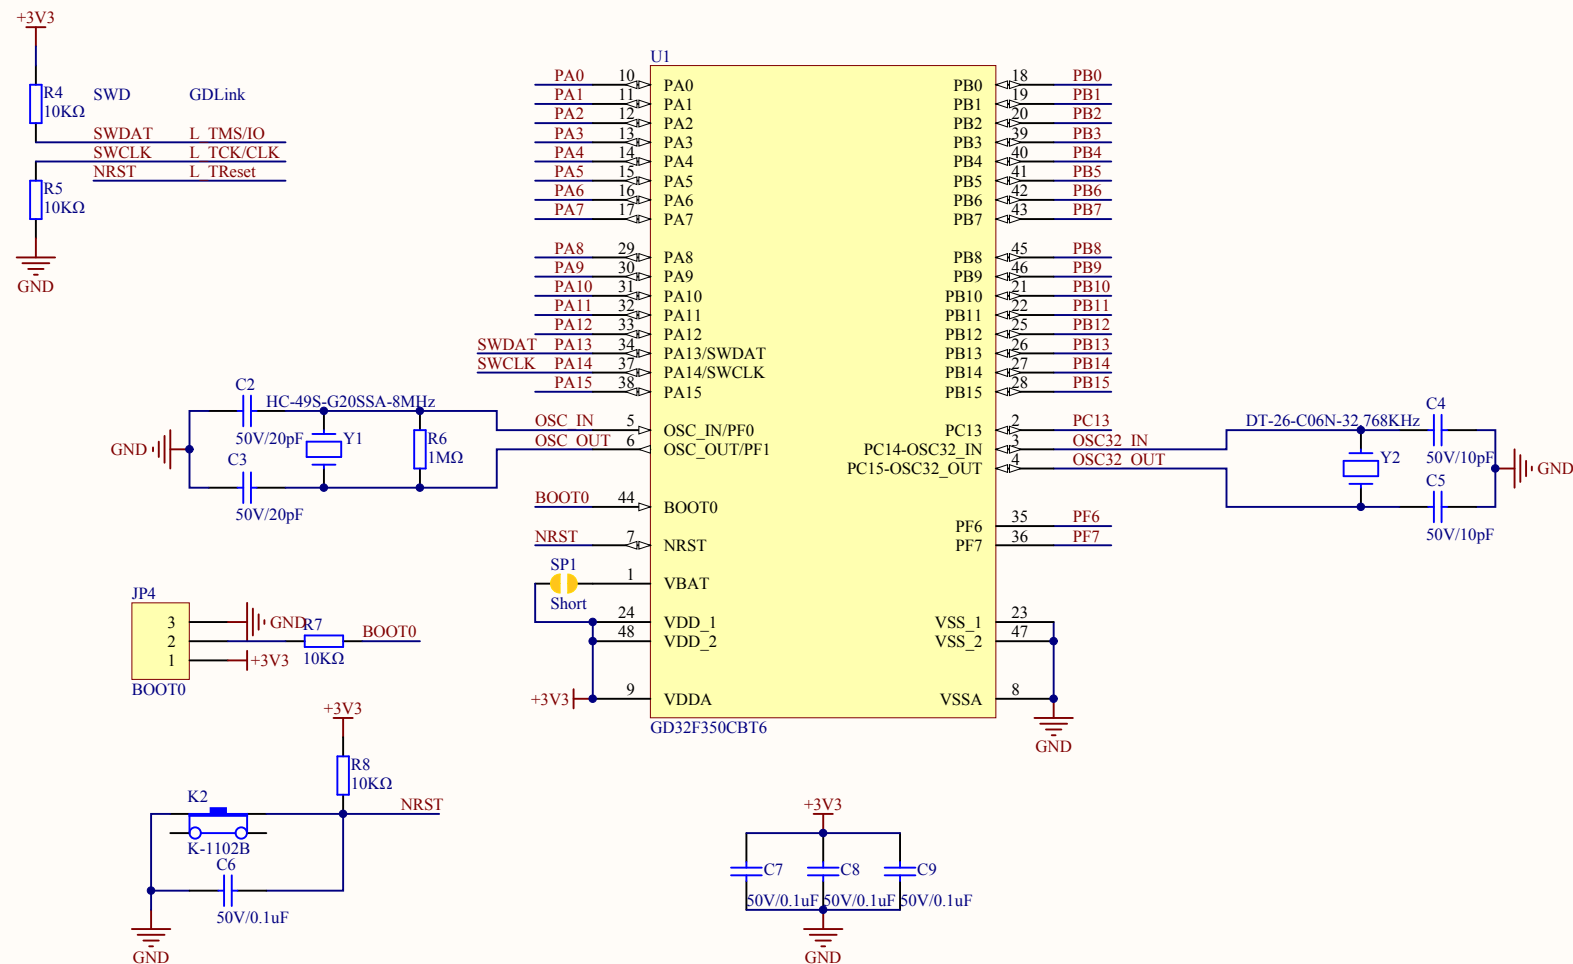 +3V3
R4
10KΩ
SWD GDLink
SWDAT L_TMS/IO
SWCLK L_TCK/CLK
NRST L_TReset
R5
10KΩ
GND
U1
PA0 10 PA0 PB0 18 PB0
PA1 11 PA1 PB1 19 PB1
PA2 12 PA2 PB2 20 PB2
PA3 13 PA3 PB3 39 PB3
PA4 14 PA4 PB4 40 PB4
PA5 15 PA5 PB5 41 PB5
PA6 16 PA6 PB6 42 PB6
PA7 17 PA7 PB7 43 PB7
PA8 29 PA8 PB8 45 PB8
PA9 30 PA9 PB9 46 PB9
PA10 31 PA10 PB10 21 PB10
PA11 32 PA11 PB11 22 PB11
PA12 33 PA12 PB12 25 PB12
SWDAT PA13 34 PA13/SWDAT PB13 26 PB13
SWCLK PA14 37 PA14/SWCLK PB14 27 PB14
PA15 38 PA15 PB15 28 PB15
OSC_IN 5 OSC_IN/PF0 PC13 2 PC13
OSC_OUT 6 OSC_OUT/PF1 PC14-OSC32_IN 3 OSC32_IN
PC15-OSC32_OUT 4 OSC32_OUT
BOOT0 44 BOOT0
PF6 35 PF6
NRST 7 NRST PF7 36 PF7
SP1
Short
1 VBAT
24 VDD_1 VSS_1 23
48 VDD_2 VSS_2 47
+3V3 9 VDDA VSSA 8
GD32F350CBT6
GND
C2
HC-49S-G20SSA-8MHz
50V/20pF
GND
Y1
R6
1MΩ
C3
50V/20pF
DT-26-C06N-32.768KHz
C4
50V/10pF
Y2
GND
C5
50V/10pF
JP4
3 GND
2 R7 BOOT0
10KΩ
1 +3V3
BOOT0
+3V3
R8
10KΩ
K2
NRST
K-1102B
C6
50V/0.1uF
GND
+3V3
C7 C8 C9
50V/0.1uF 50V/0.1uF 50V/0.1uF
GND